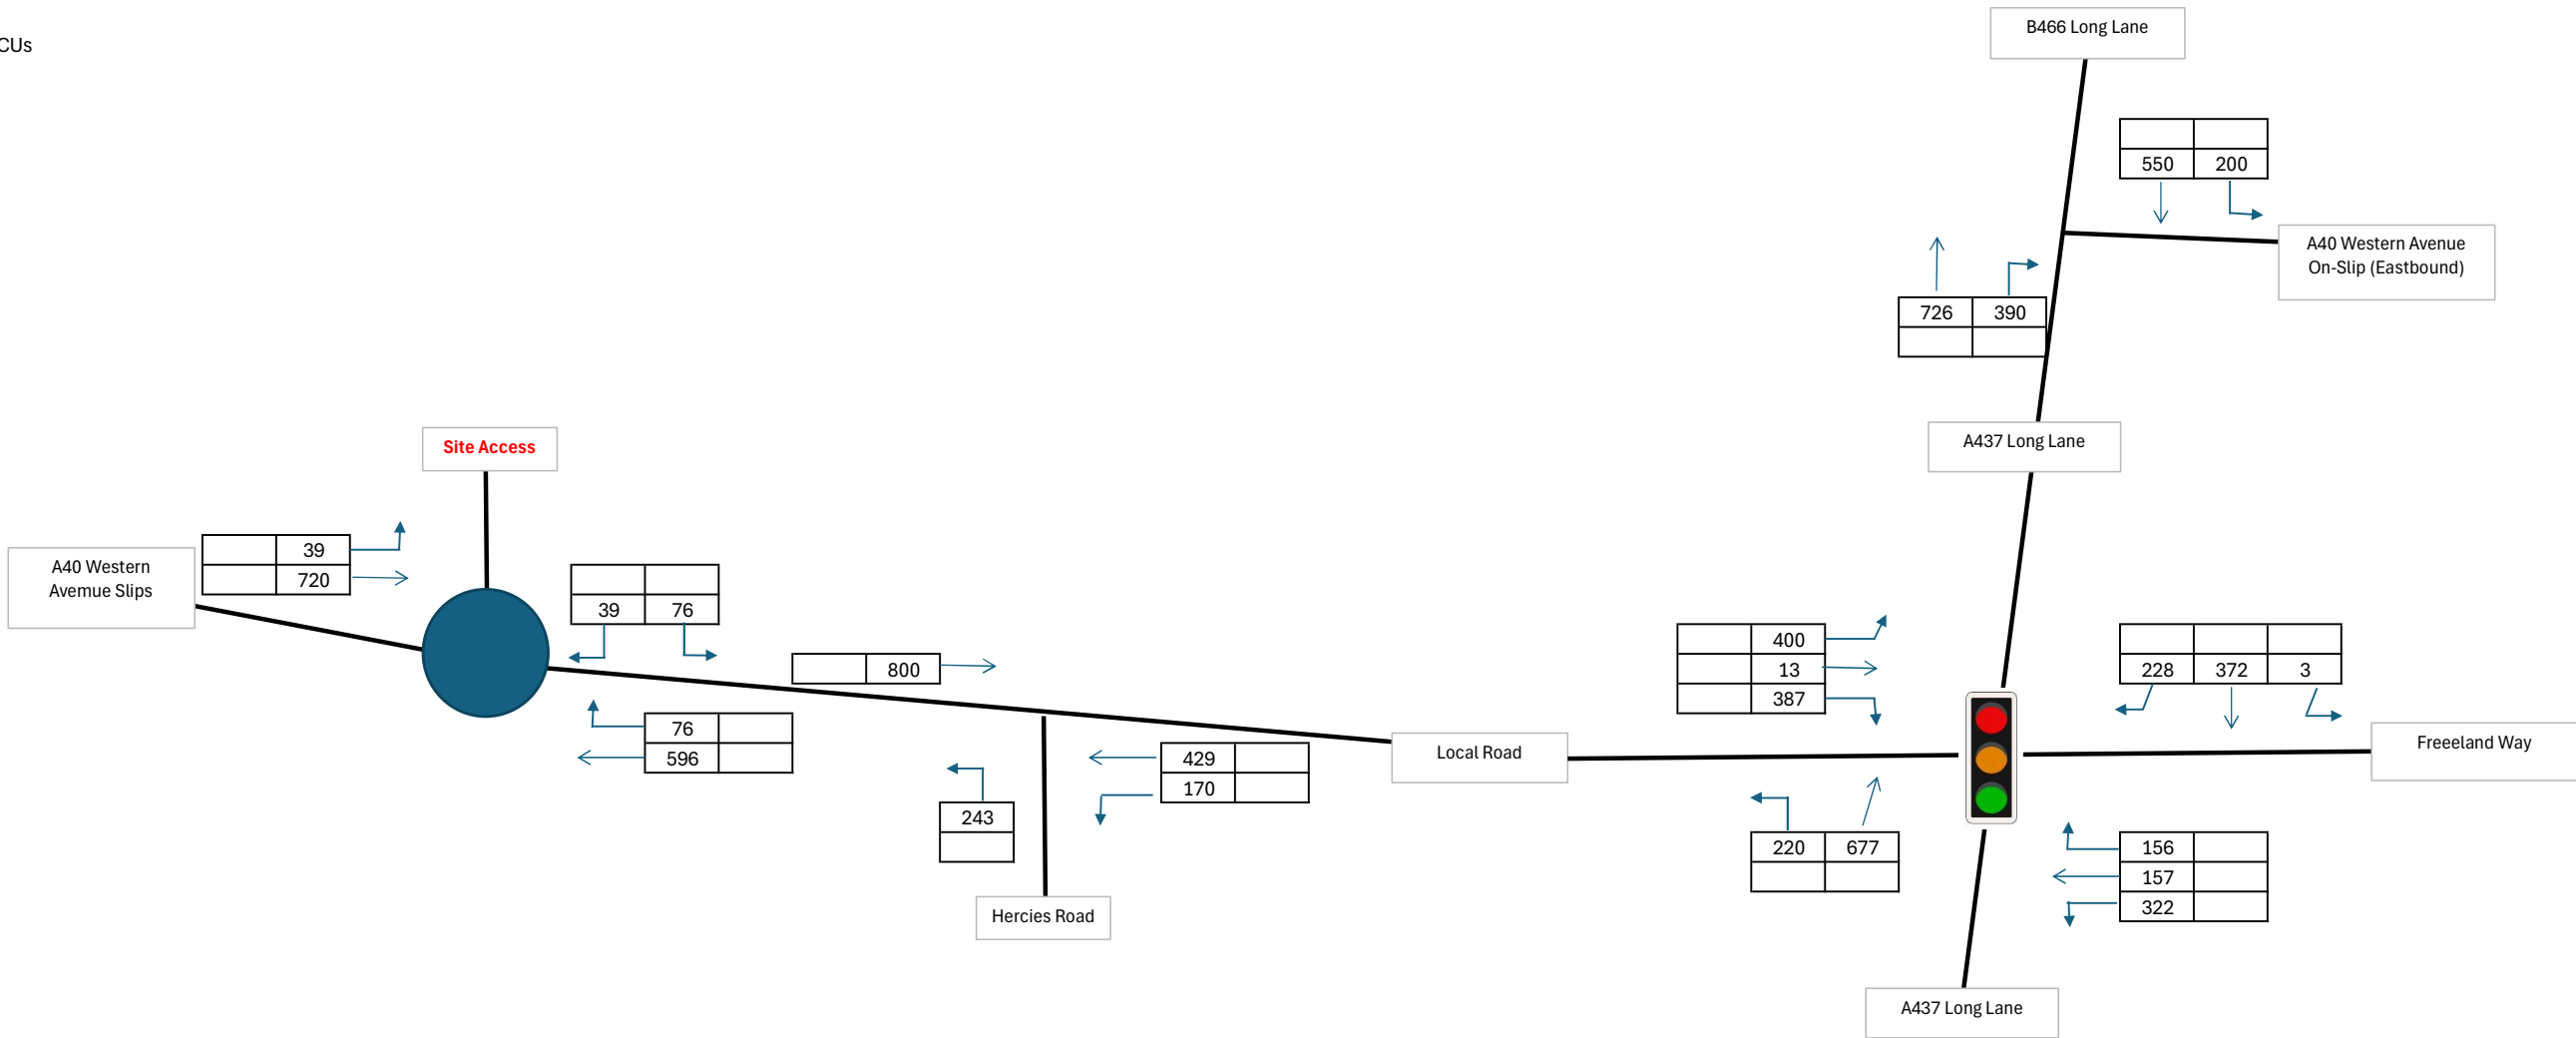 B466 Long Lane
CUs
550 200
A40 Western Avenue
On-Slip (Eastbound)
726 390
A437 Long Lane
Site Access
A40 Western
Avemue Slips
39
720
39 76
800
76
596
429
170
243
Hercies Road
Local Road
400
13
387
228 372 3
Freeeland Way
220 677
156
157
322
A437 Long Lane